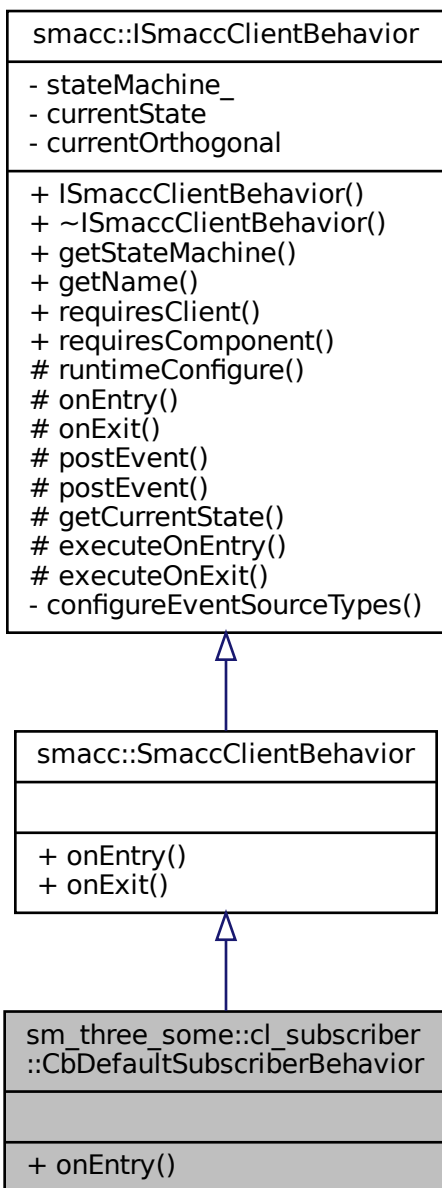 smacc::ISmaccClientBehavior
- stateMachine_
- currentState
- currentOrthogonal
+ ISmaccClientBehavior()
+ ~ISmaccClientBehavior()
+ getStateMachine()
+ getName()
+ requiresClient()
+ requiresComponent()
# runtimeConfigure()
# onEntry()
# onExit()
# postEvent()
# postEvent()
# getCurrentState()
# executeOnEntry()
# executeOnExit()
- configureEventSourceTypes()
smacc::SmaccClientBehavior
+ onEntry()
+ onExit()
sm_three_some::cl_subscriber
::CbDefaultSubscriberBehavior
+ onEntry()